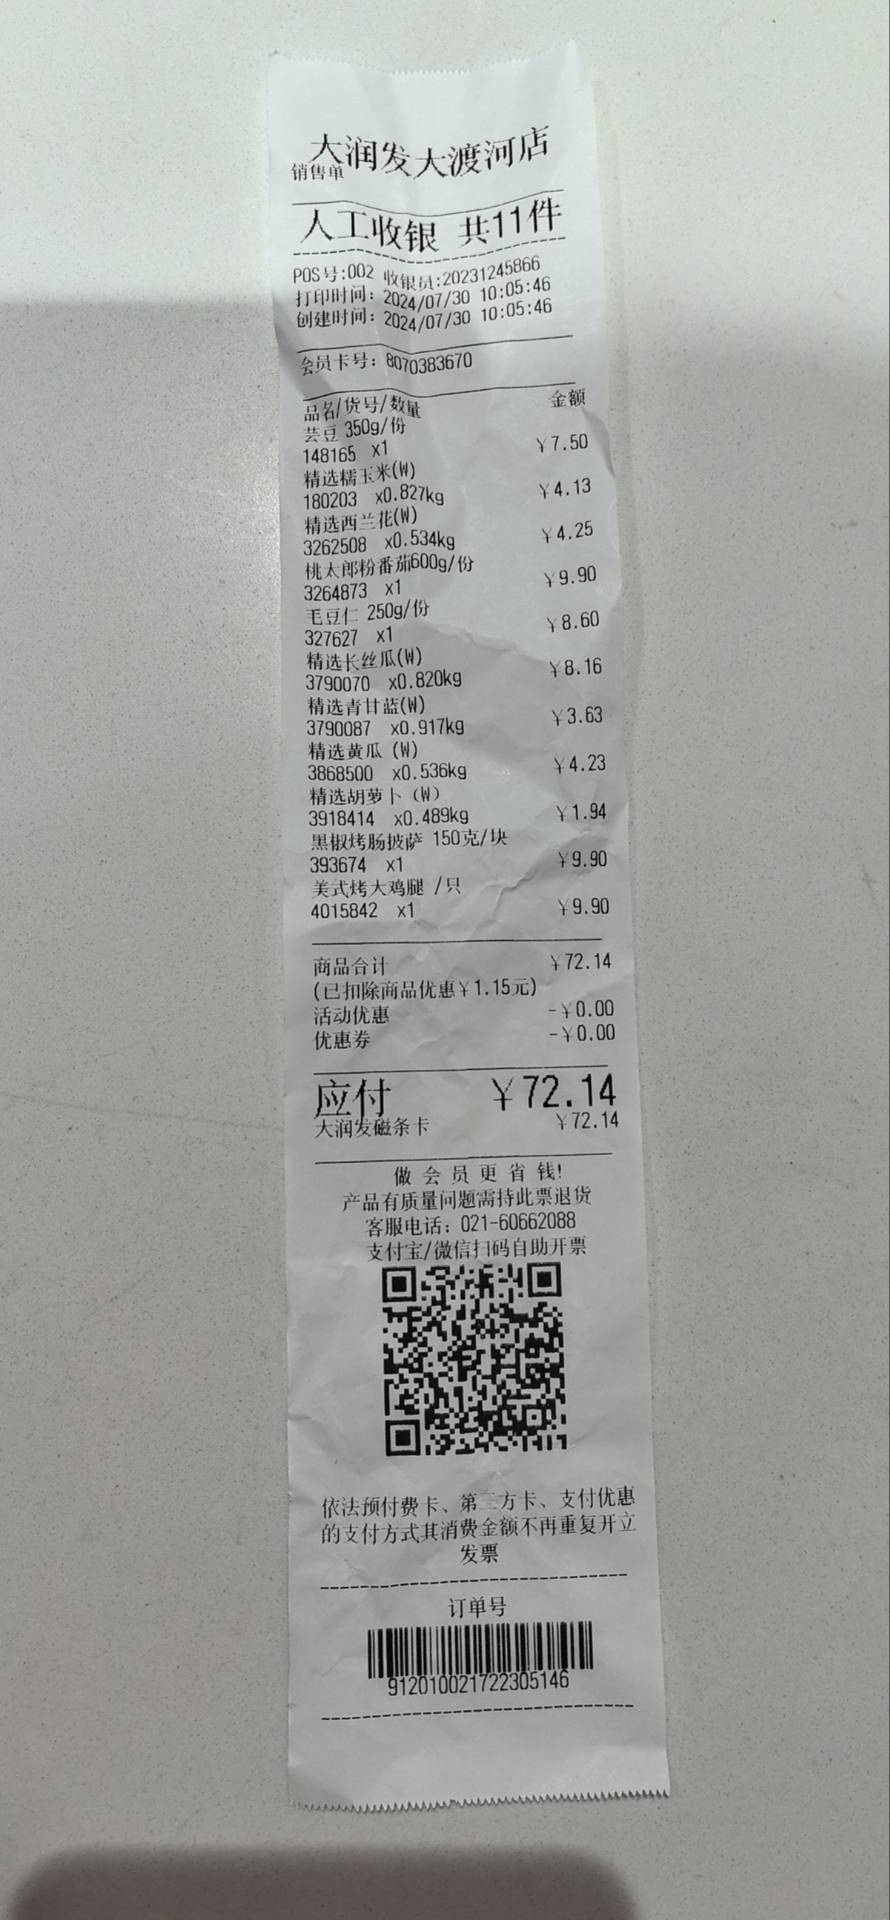 大润发大渡河店
销售单
人工收银 共11件
POS号:002 收银员:20231245866
打印时间: 2024/07/30 10:05:46
创建时间: 2024/07/30 10:05:46
会员卡号: 8070383670
品名/货号/数量 金额
芸豆 350g/份
148165 x1 ¥7.50
精选糯玉米(W)
180203 x0.827kg ¥4.13
精选西兰花(W)
3262508 x0.534kg ¥4.25
桃太郎粉番茄600g/份
3264873 x1 ¥9.90
毛豆仁 250g/份
327627 x1 ¥8.60
精选长丝瓜(W)
3790070 x0.820kg ¥8.16
精选青甘蓝(W)
3790087 x0.917kg ¥3.63
精选黄瓜 (W)
3868500 x0.536kg ¥4.23
精选胡萝卜（W）
3918414 x0.489kg ¥1.94
黑椒烤肠披萨 150克/块
393674 x1 ¥9.90
美式烤大鸡腿 /只
4015842 x1 ¥9.90
商品合计 ¥72.14
(已扣除商品优惠¥1.15元)
活动优惠 -¥0.00
优惠券 -¥0.00
应付 ¥72.14
大润发磁条卡 ¥72.14
做会员更省钱!
产品有质量问题需持此票退货
客服电话: 021-60662088
支付宝/微信扫码自助开票
依法预付费卡、第三方卡、支付优惠
的支付方式其消费金额不再重复开立
发票
订单号
912010021722305146